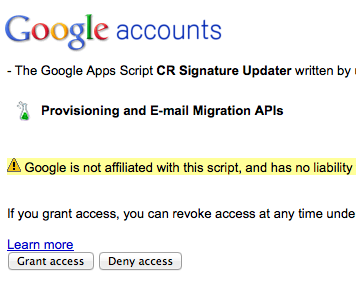 Google accounts
- The Google Apps Script CR Signature Updater written by
Provisioning and E-mail Migration APIs
Google is not affiliated with this script, and has no liability
If you grant access, you can revoke access at any time unde
Learn more
Grant access Deny access